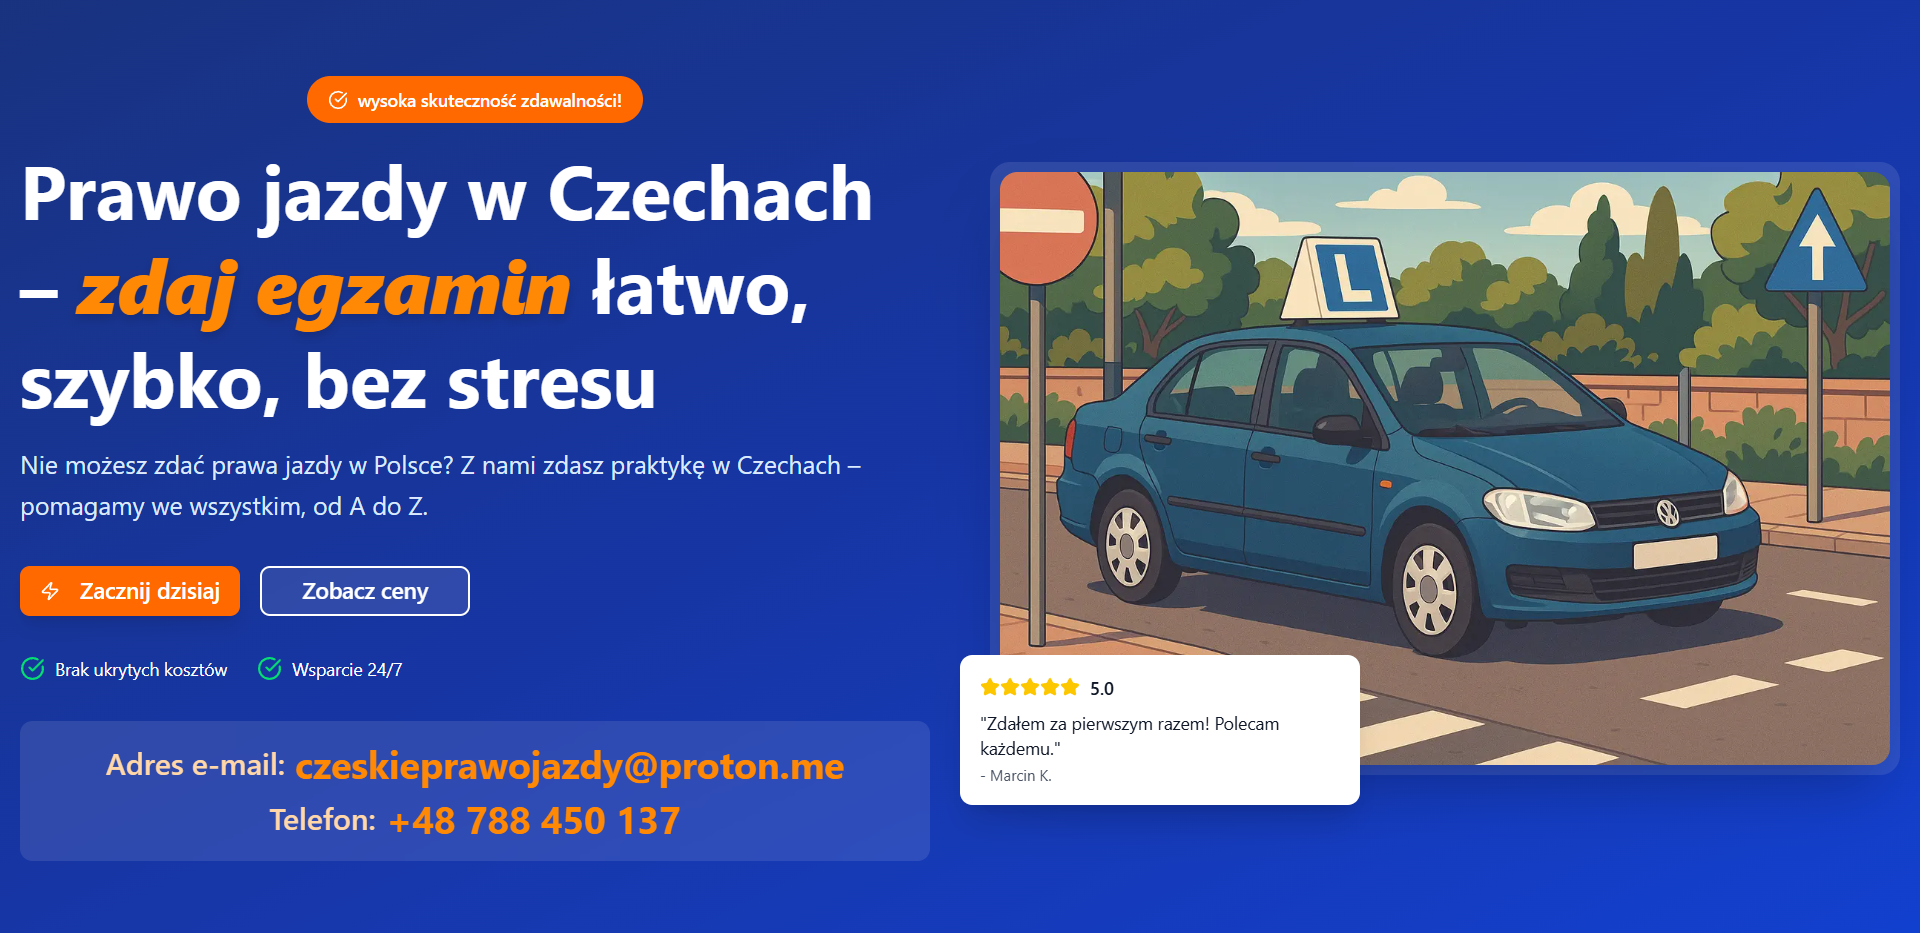 wysoka skuteczność zdawalności!
Prawo jazdy w Czechach
– zdaj egzamin łatwo,
szybko, bez stresu
Nie możesz zdać prawa jazdy w Polsce? Z nami zdasz praktykę w Czechach –
pomagamy we wszystkim, od A do Z.
Zacznij dzisiaj
Zobacz ceny
Brak ukrytych kosztów
Wsparcie 24/7
Adres e-mail: czeskieprawojazdy@proton.me
Telefon: +48 788 450 137
L
5.0
"Zdałem za pierwszym razem! Polecam
każdemu."
- Marcin K.